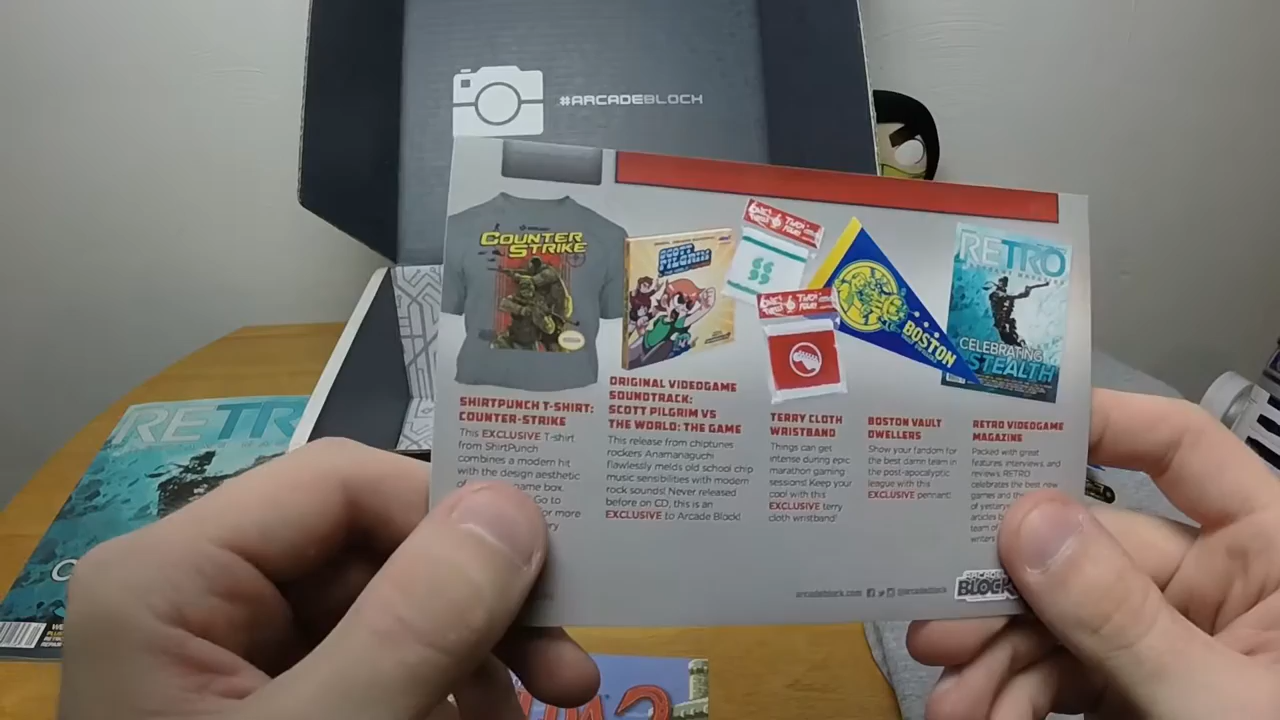 #ARCADEBLOCK
COUNTER
STRIKE
SCOTT
PILGRIM
BOSTON
RETRO
CELEBRATING
STEALTH
SHIRTPUNCH T-SHIRT:
COUNTER-STRIKE
This EXCLUSIVE T-shirt
from ShirtPunch
combines a modern hit
with the design aesthetic
game box.
Go to
for more
ORIGINAL VIDEOGAME
SOUNDTRACK:
SCOTT PILGRIM VS
THE WORLD: THE GAME
This release from chiptunes
rockers Anamanaguchi
flawlessly melds old school chip
music sensibilities with modern
rock sounds! Never released
before on CD, this is an
EXCLUSIVE to Arcade Block!
TERRY CLOTH
WRISTBAND
Things can get
intense during epic
marathon gaming
sessions! Keep your
cool with this
EXCLUSIVE terry
cloth wristband!
BOSTON VAULT
DWELLERS
Show your fandom for
the best damn team in
the post-apocalyptic
league with this
EXCLUSIVE pennant!
RETRO VIDEOGAME
MAGAZINE
Packed with great
features, interviews, and
reviews, RETRO
celebrates the best new
games and the
of yesteryear
articles
team of
writers
arcadeblock.com @arcadeblock
ARCADE
BLOCK
RETRO